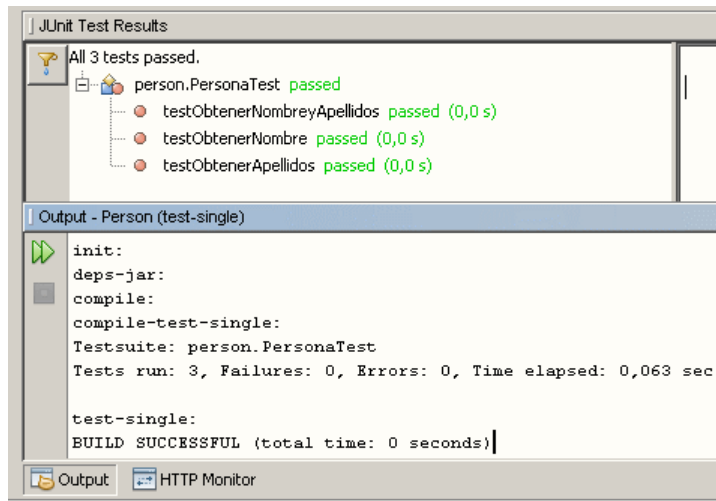 JUnit Test Results
All 3 tests passed.
person.PersonaTest passed
testObtenerNombreyApellidos passed (0,0 s)
testObtenerNombre passed (0,0 s)
testObtenerApellidos passed (0,0 s)
Output - Person (test-single)
init:
deps-jar:
compile:
compile-test-single:
Testsuite: person.PersonaTest
Tests run: 3, Failures: 0, Errors: 0, Time elapsed: 0,063 sec
test-single:
BUILD SUCCESSFUL (total time: 0 seconds)
Output HTTP Monitor